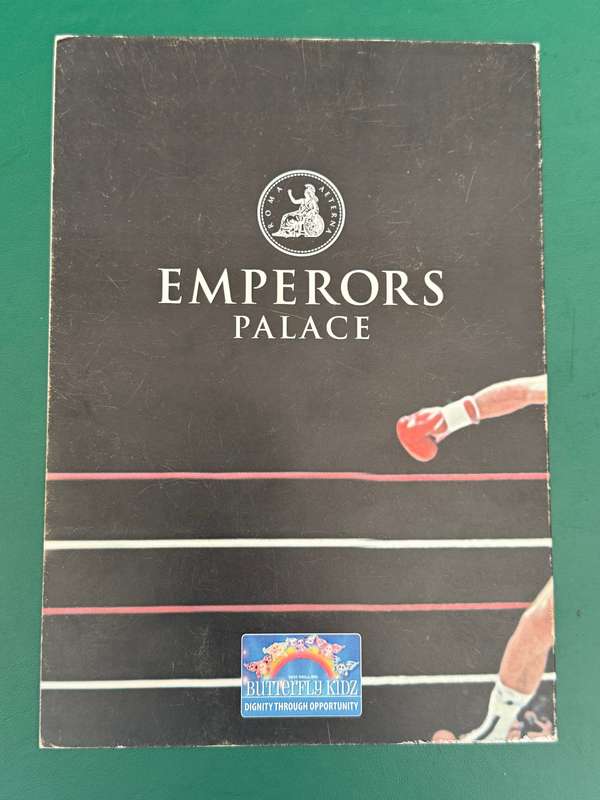 ROMA AETERNA
EMPERORS
PALACE
BUTTERFLY KIDZ
DIGNITY THROUGH OPPORTUNITY